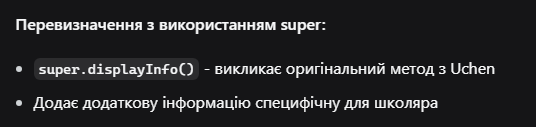 Перевизначення з використанням super:
• super.displayInfo() - викликає оригінальний метод з Uchen
• Додає додаткову інформацію специфічну для школяра